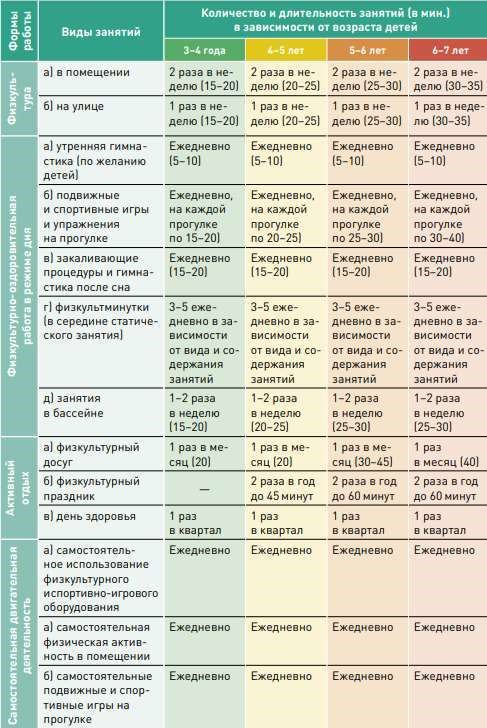 Формы
работы
Виды занятий
Количество и длительность занятий (в мин.)
в зависимости от возраста детей
3–4 года
4–5 лет
5–6 лет
6–7 лет
Физкуль-
тура
а) в помещении
2 раза в не-
делю (15–20)
2 раза в не-
делю (20–25)
2 раза в не-
делю (25–30)
2 раза в не-
делю (30–35)
б) на улице
1 раз в не-
делю (15–20)
1 раз в не-
делю (20–25)
1 раз в не-
делю (25–30)
1 раз в неде-
лю (30–35)
Физкультурно-оздоровительная
работа в режиме дня
а) утренняя гимна-
стика (по желанию
детей)
Ежедневно
(5–10)
Ежедневно
(5–10)
Ежедневно
(5–10)
Ежедневно
(5–10)
б) подвижные
и спортивные игры
и упражнения
на прогулке
Ежедневно,
на каждой
прогулке
по 15–20)
Ежедневно,
на каждой
прогулке
по 20–25)
Ежедневно,
на каждой
прогулке
по 25–30)
Ежедневно,
на каждой
прогулке
по 30–40)
в) закаливающие
процедуры и гимна-
стика после сна
Ежедневно
(15–20)
Ежедневно
(15–20)
Ежедневно
(15–20)
Ежедневно
(15–20)
г) физкультминутки
(в середине статиче-
ского занятия)
3–5 еже-
дневно в за-
висимости
от вида и со-
держания
занятий
3–5 еже-
дневно в за-
висимости
от вида и со-
держания
занятий
3–5 еже-
дневно в за-
висимости
от вида и со-
держания
занятий
3–5 еже-
дневно в за-
висимости
от вида и со-
держания
занятий
д) занятия
в бассейне
1–2 раза
в неделю
(15–20)
1–2 раза
в неделю
(20–25)
1–2 раза
в неделю
(25–30)
1–2 раза
в неделю
(25–30)
Активный
отдых
а) физкультурный
досуг
1 раз в ме-
сяц (20)
1 раз в ме-
сяц (20)
1 раз в ме-
сяц (30–45)
1 раз
в месяц (40)
б) физкультурный
праздник
—
2 раза в год
до 45 минут
2 раза в год
до 60 минут
2 раза в год
до 60 минут
в) день здоровья
1 раз
в квартал
1 раз
в квартал
1 раз
в квартал
1 раз
в квартал
Самостоятельная двигательная
деятельность
а) самостоятель-
ное использование
физкультурного
испортивно-игрового
оборудования
Ежедневно
Ежедневно
Ежедневно
Ежедневно
а) самостоятельная
физическая актив-
ность в помещении
Ежедневно
Ежедневно
Ежедневно
Ежедневно
б) самостоятельные
подвижные и спор-
тивные игры на
прогулке
Ежедневно
Ежедневно
Ежедневно
Ежедневно